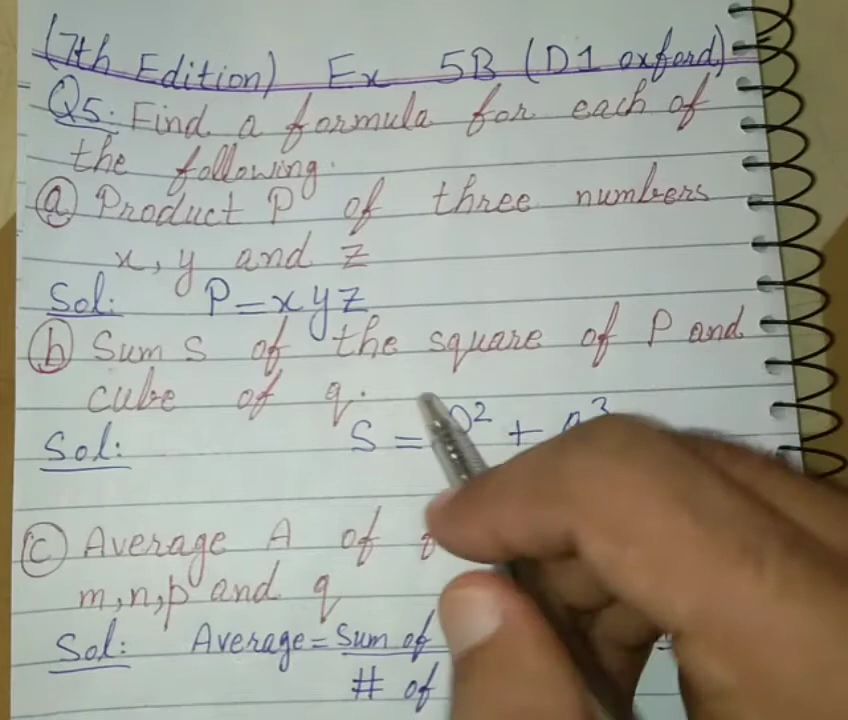 (7th Edition) Ex 5B (D1 oxford)
Q5: Find a formula for each of
the following.
(a) Product P of three numbers
x, y and z
Sol: P=xyz
(b) Sum S of the square of P and
cube of q.
Sol: S = P² + q³
(c) Average A of
m,n,p and q
Sol: Average = Sum of
# of